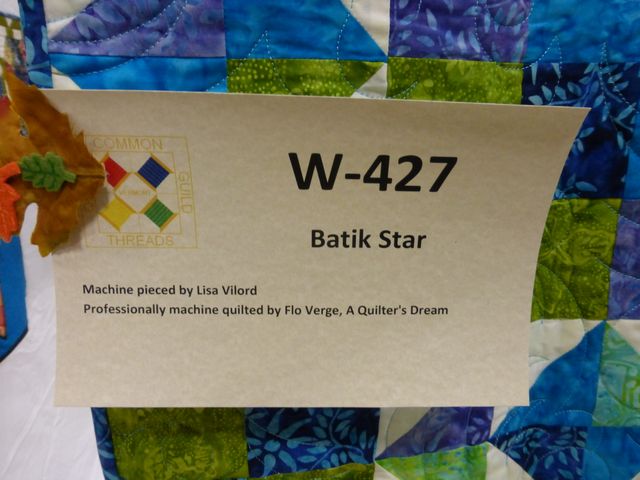 COMMON
GUILD
THREADS
W-427
Batik Star
Machine pieced by Lisa Vilord
Professionally machine quilted by Flo Verge, A Quilter's Dream